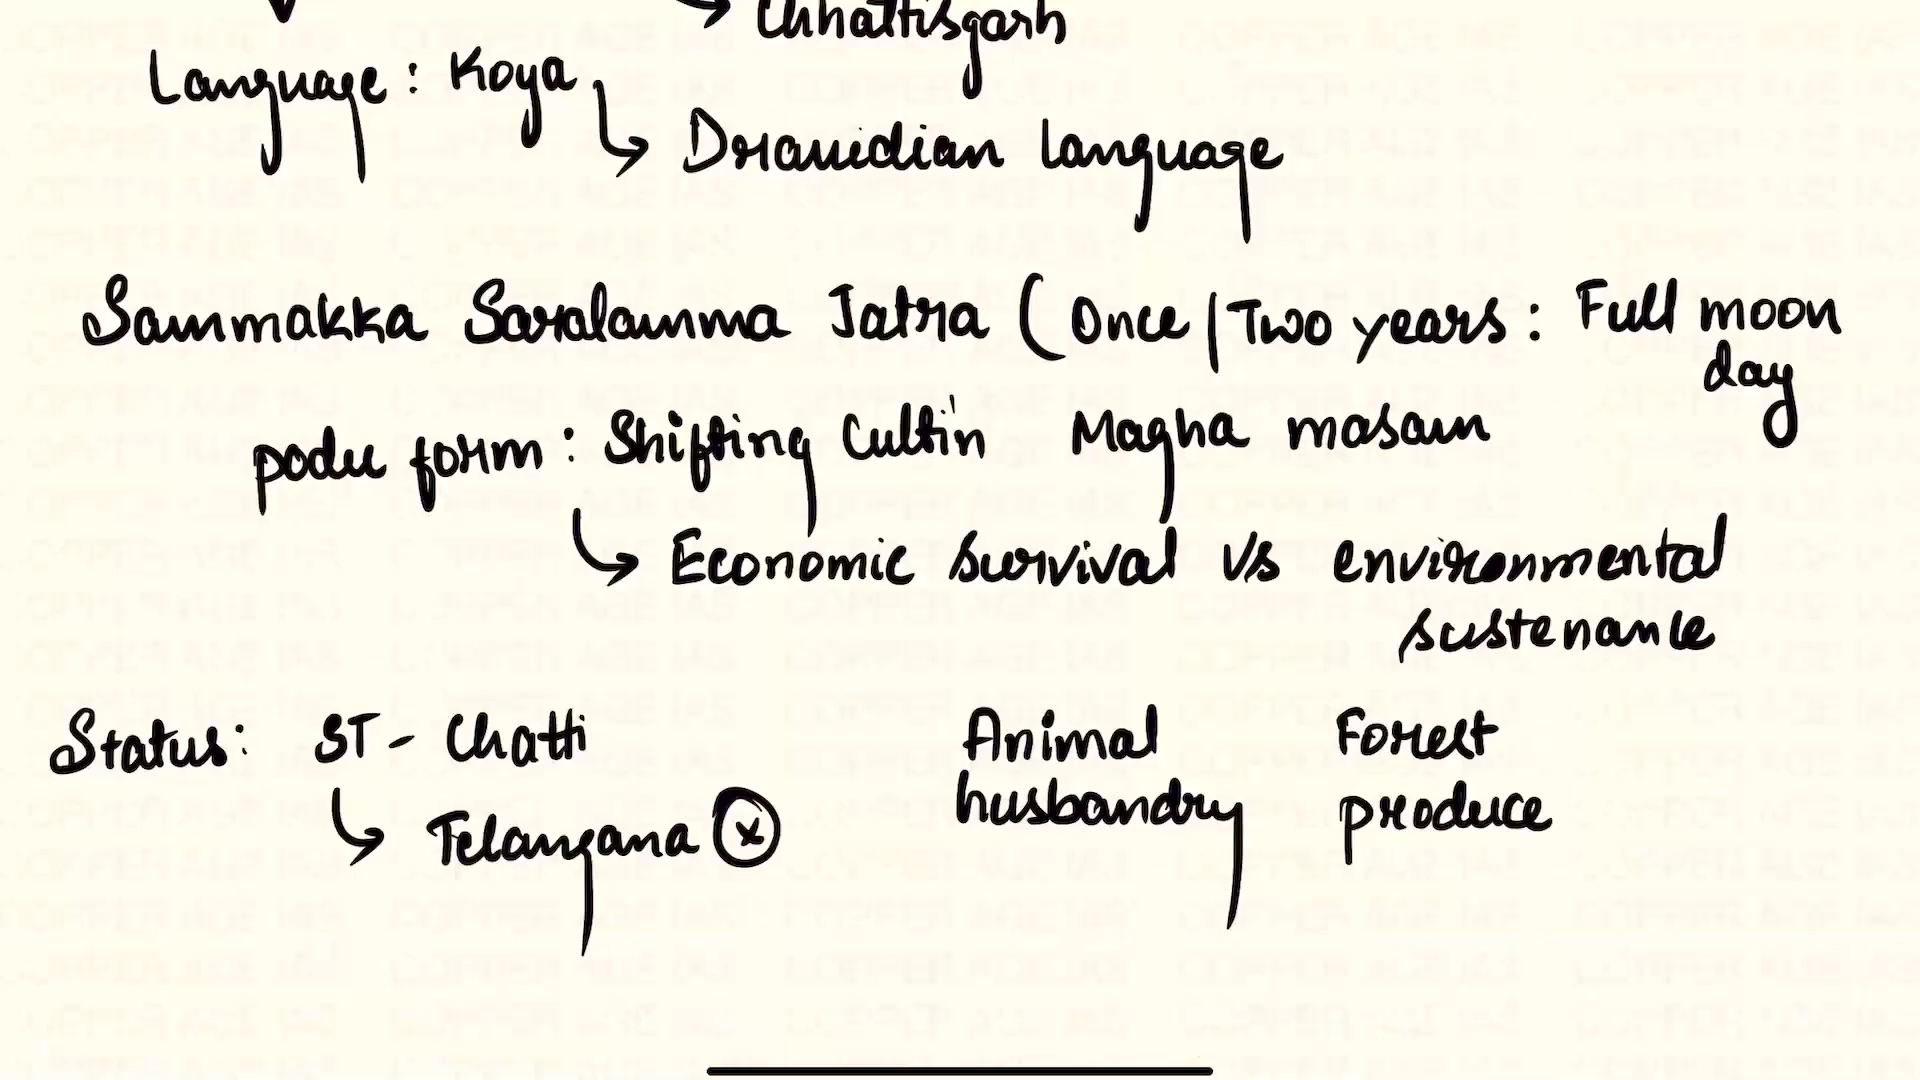 → Chhattisgarh
Language : Koya
↳ Dravidian language
Sammakka Saralamma Jatra ( Once | Two years : Full moon
day
podu form : Shifting Cultin Magha masam
↳ Economic survival Vs environmental
sustenance
Status : ST - Chatti
↳ Telangana ⓧ
Animal husbandry
Forest produce